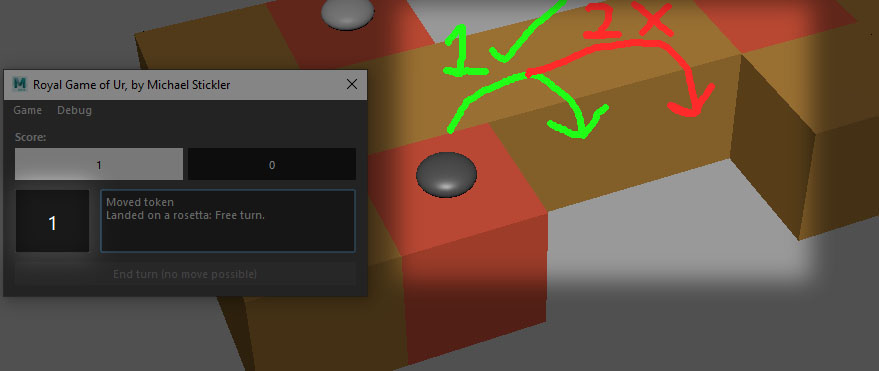 1 2 X
Royal Game of Ur, by Michael Stickler
Game Debug
Score:
1 0
1
Moved token
Landed on a rosetta: Free turn.
End turn (no move possible)